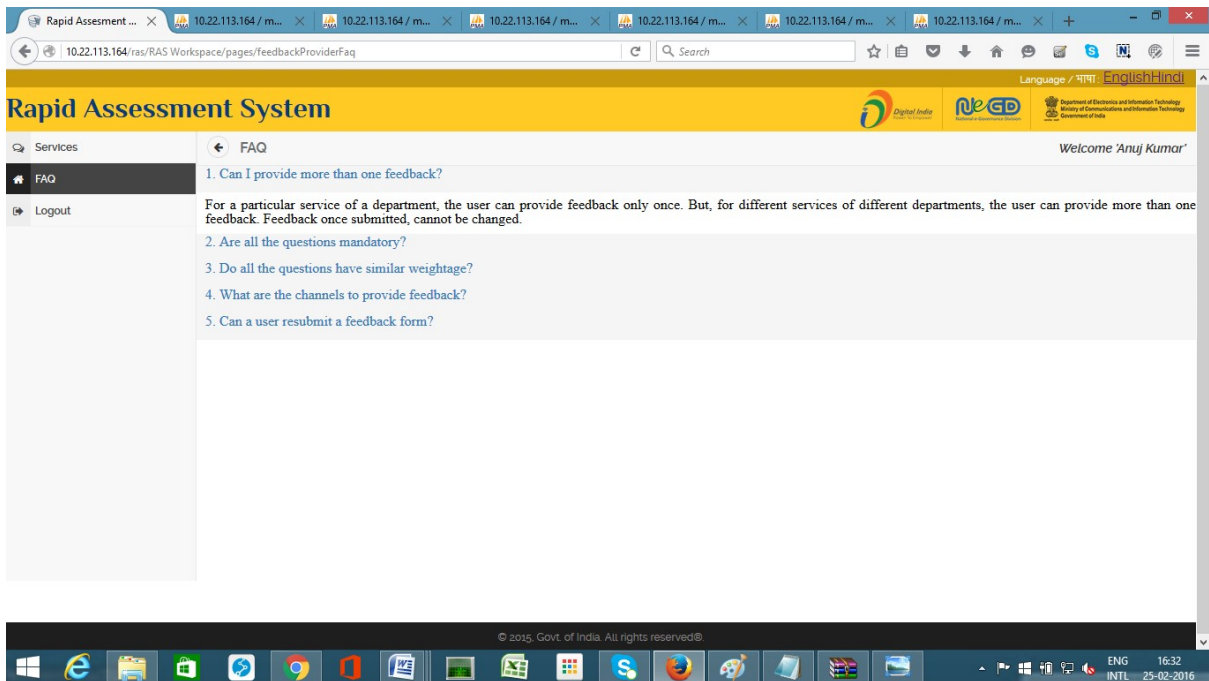 Rapid Assesment ...
10.22.113.164 / m...
10.22.113.164 / m...
10.22.113.164 / m...
10.22.113.164 / m...
10.22.113.164 / m...
10.22.113.164 / m...
10.22.113.164/ras/RAS Workspace/pages/feedbackProviderFaq
Search
Language / भाषा : EnglishHindi
Rapid Assessment System
Digital India
Power To Empower
NeGD
National e-Governance Division
Department of Electronics and Information Technology
Ministry of Communications and Information Technology
Government of India
Services
FAQ
Welcome 'Anuj Kumar'
FAQ
1. Can I provide more than one feedback?
Logout
For a particular service of a department, the user can provide feedback only once. But, for different services of different departments, the user can provide more than one
feedback. Feedback once submitted, cannot be changed.
2. Are all the questions mandatory?
3. Do all the questions have similar weightage?
4. What are the channels to provide feedback?
5. Can a user resubmit a feedback form?
© 2015, Govt. of India. All rights reserved®.
ENG
INTL
16:32
25-02-2016